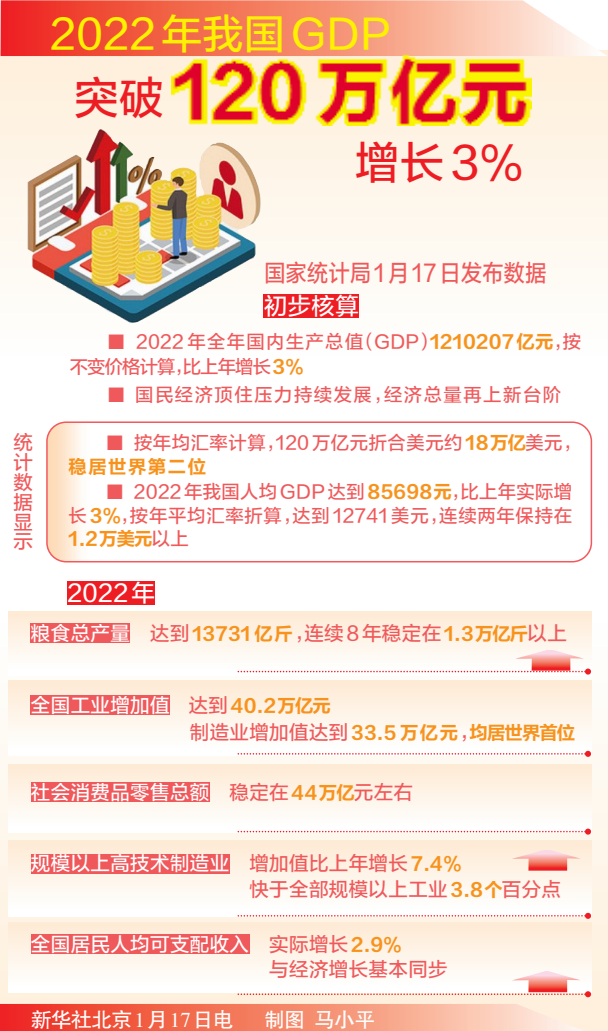 2022年我国GDP
突破120万亿元
增长3%
%
国家统计局1月17日发布数据
初步核算
■ 2022年全年国内生产总值(GDP)1210207亿元,按
不变价格计算,比上年增长3%
■ 国民经济顶住压力持续发展,经济总量再上新台阶
统计数据显示
■ 按年均汇率计算,120万亿元折合美元约18万亿美元,
稳居世界第二位
■ 2022年我国人均GDP达到85698元,比上年实际增
长3%,按年平均汇率折算,达到12741美元,连续两年保持在
1.2万美元以上
2022年
粮食总产量 达到13731亿斤,连续8年稳定在1.3万亿斤以上
全国工业增加值 达到40.2万亿元
制造业增加值达到33.5万亿元,均居世界首位
社会消费品零售总额 稳定在44万亿元左右
规模以上高技术制造业 增加值比上年增长7.4%
快于全部规模以上工业3.8个百分点
全国居民人均可支配收入 实际增长2.9%
与经济增长基本同步
新华社北京1月17日电 制图 马小平